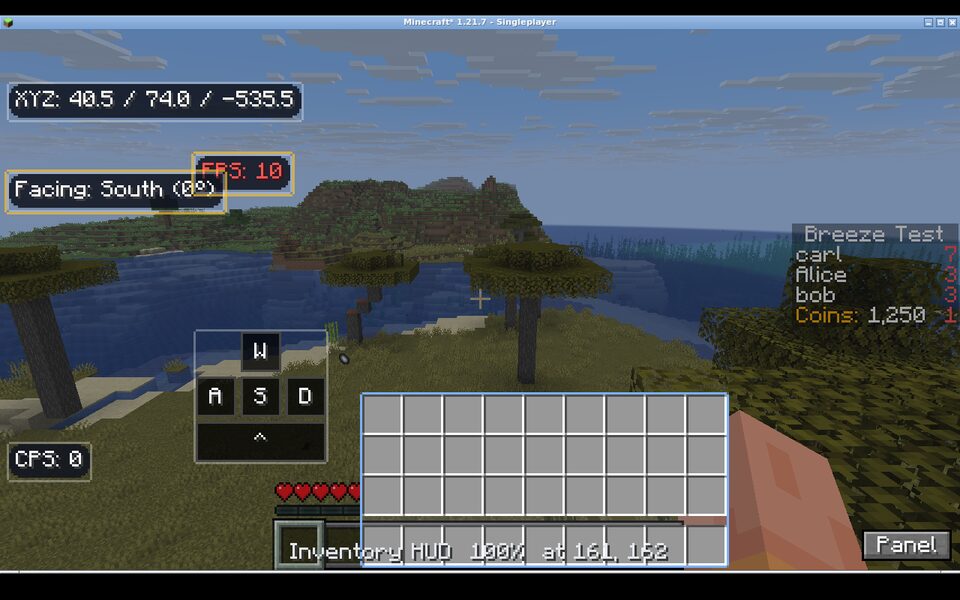 Minecraft* 1.21.7 - Singleplayer
XYZ: 40.5 / 74.0 / -535.5
FPS: 10
Facing: South (0°)
Breeze Test
carl 7
Alice 3
bob 3
Coins: 1,250 -1
W
A S D
^
CPS: 0
Inventory HUD 100% at 161, 162
Panel